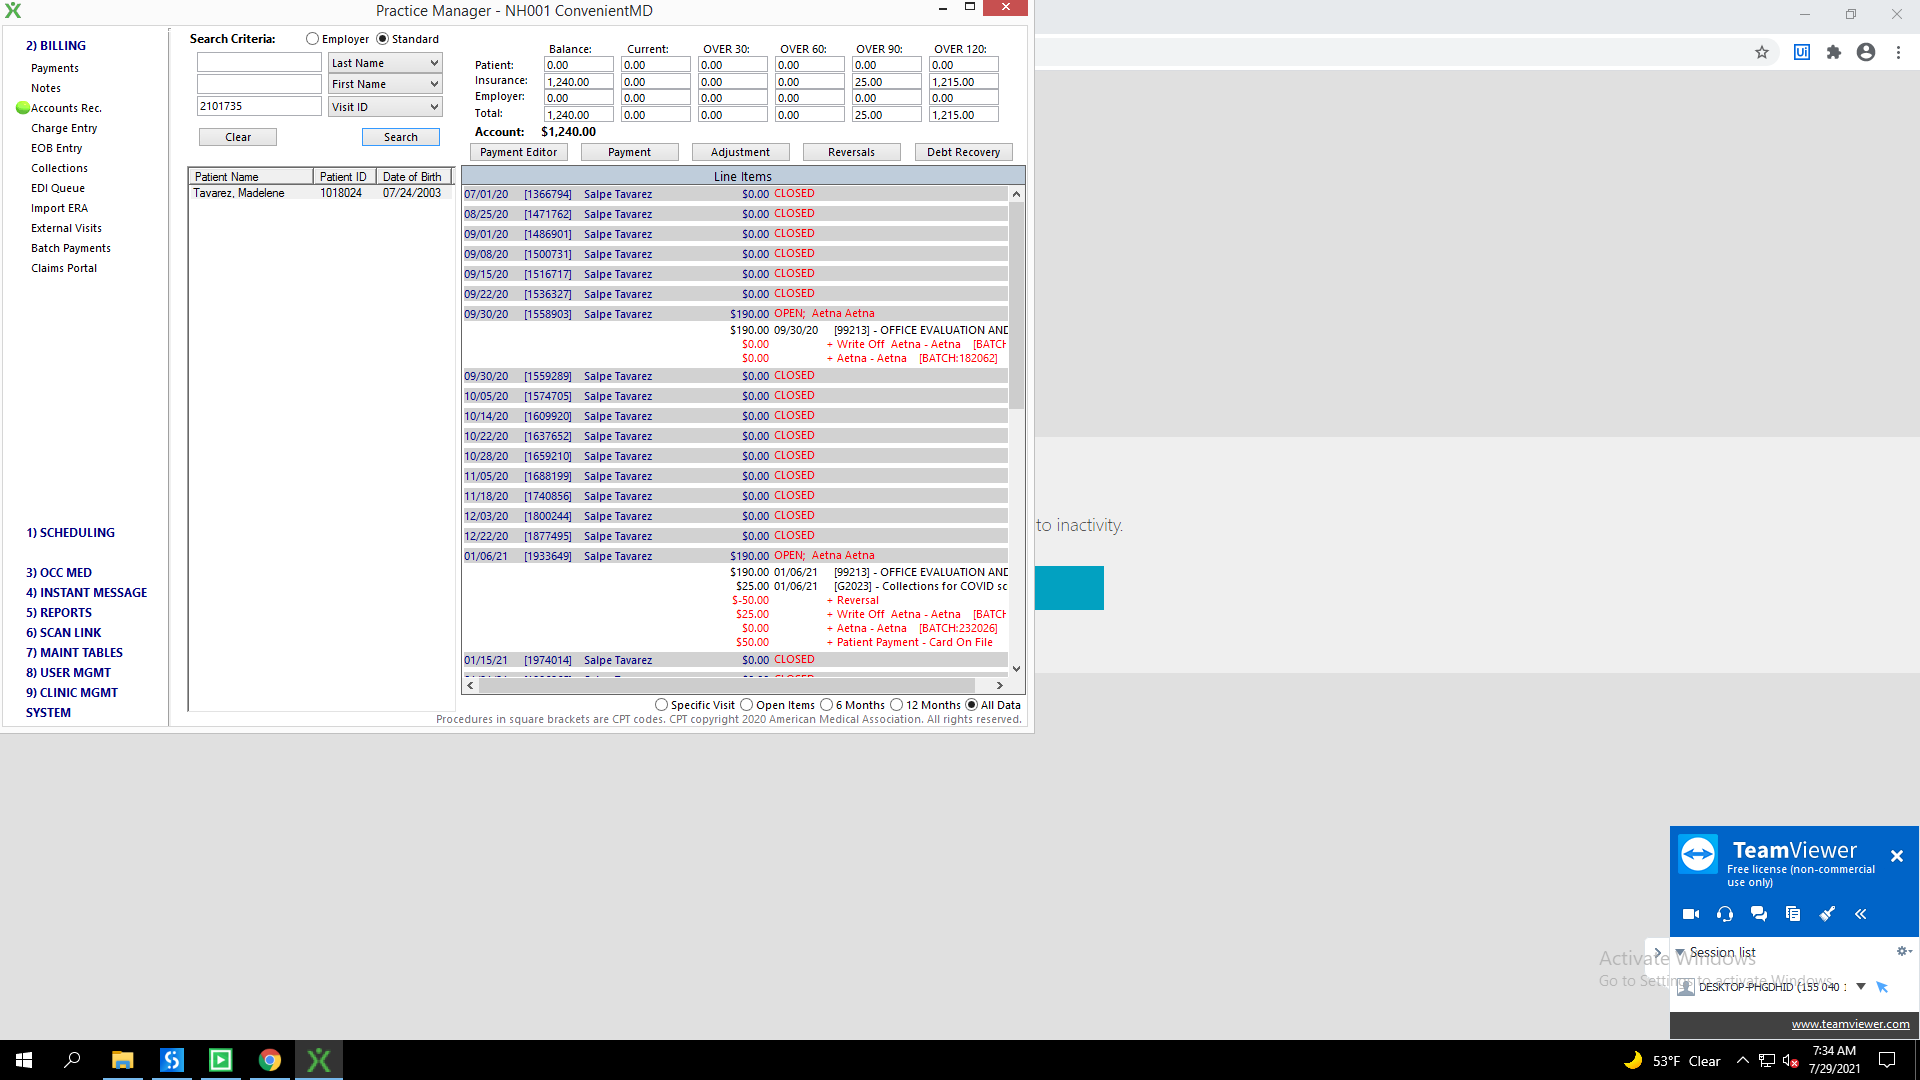 Practice Manager - NH001 ConvenientMD
2) BILLING
Payments
Notes
Accounts Rec.
Charge Entry
EOB Entry
Collections
EDI Queue
Import ERA
External Visits
Batch Payments
Claims Portal
1) SCHEDULING
3) OCC MED
4) INSTANT MESSAGE
5) REPORTS
6) SCAN LINK
7) MAINT TABLES
8) USER MGMT
9) CLINIC MGMT
SYSTEM
Search Criteria: Employer Standard
Last Name
First Name
2101735 Visit ID
Clear Search
Patient Name Patient ID Date of Birth
Tavarez, Madelene 1018024 07/24/2003
Balance: Current: OVER 30: OVER 60: OVER 90: OVER 120:
Patient: 0.00 0.00 0.00 0.00 0.00 0.00
Insurance: 1,240.00 0.00 0.00 0.00 25.00 1,215.00
Employer: 0.00 0.00 0.00 0.00 0.00 0.00
Total: 1,240.00 0.00 0.00 0.00 25.00 1,215.00
Account: $1,240.00
Payment Editor Payment Adjustment Reversals Debt Recovery
Line Items
07/01/20 [1366794] Salpe Tavarez $0.00 CLOSED
08/25/20 [1471762] Salpe Tavarez $0.00 CLOSED
09/01/20 [1486901] Salpe Tavarez $0.00 CLOSED
09/08/20 [1500731] Salpe Tavarez $0.00 CLOSED
09/15/20 [1516717] Salpe Tavarez $0.00 CLOSED
09/22/20 [1536327] Salpe Tavarez $0.00 CLOSED
09/30/20 [1558903] Salpe Tavarez $190.00 OPEN; Aetna Aetna
$190.00 09/30/20 [99213] - OFFICE EVALUATION AND
$0.00 + Write Off Aetna - Aetna [BATCH
$0.00 + Aetna - Aetna [BATCH:182062]
09/30/20 [1559289] Salpe Tavarez $0.00 CLOSED
10/05/20 [1574705] Salpe Tavarez $0.00 CLOSED
10/14/20 [1609920] Salpe Tavarez $0.00 CLOSED
10/22/20 [1637652] Salpe Tavarez $0.00 CLOSED
10/28/20 [1659210] Salpe Tavarez $0.00 CLOSED
11/05/20 [1688199] Salpe Tavarez $0.00 CLOSED
11/18/20 [1740856] Salpe Tavarez $0.00 CLOSED
12/03/20 [1800244] Salpe Tavarez $0.00 CLOSED
12/22/20 [1877495] Salpe Tavarez $0.00 CLOSED
01/06/21 [1933649] Salpe Tavarez $190.00 OPEN; Aetna Aetna
$190.00 01/06/21 [99213] - OFFICE EVALUATION AND
$25.00 01/06/21 [G2023] - Collections for COVID sc
$-50.00 + Reversal
$25.00 + Write Off Aetna - Aetna [BATCH
$0.00 + Aetna - Aetna [BATCH:232026]
$50.00 + Patient Payment - Card On File
01/15/21 [1974014] Salpe Tavarez $0.00 CLOSED
Specific Visit Open Items 6 Months 12 Months All Data
Procedures in square brackets are CPT codes. CPT copyright 2020 American Medical Association. All rights reserved.
to inactivity.
TeamViewer
Free license (non-commercial
use only)
Session list
Activate Windows
Go to Settings to activate Windows.
DESKTOP-PHGDHID (155 040
www.teamviewer.com
53°F Clear
7:34 AM
7/29/2021